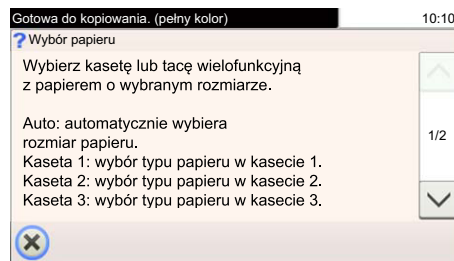 Gotowa do kopiowania. (pełny kolor) 10:10
? Wybór papieru
Wybierz kasetę lub tacę wielofunkcyjną
z papierem o wybranym rozmiarze.
Auto: automatycznie wybiera
rozmiar papieru.
1/2
Kaseta 1: wybór typu papieru w kasecie 1.
Kaseta 2: wybór typu papieru w kasecie 2.
Kaseta 3: wybór typu papieru w kasecie 3.